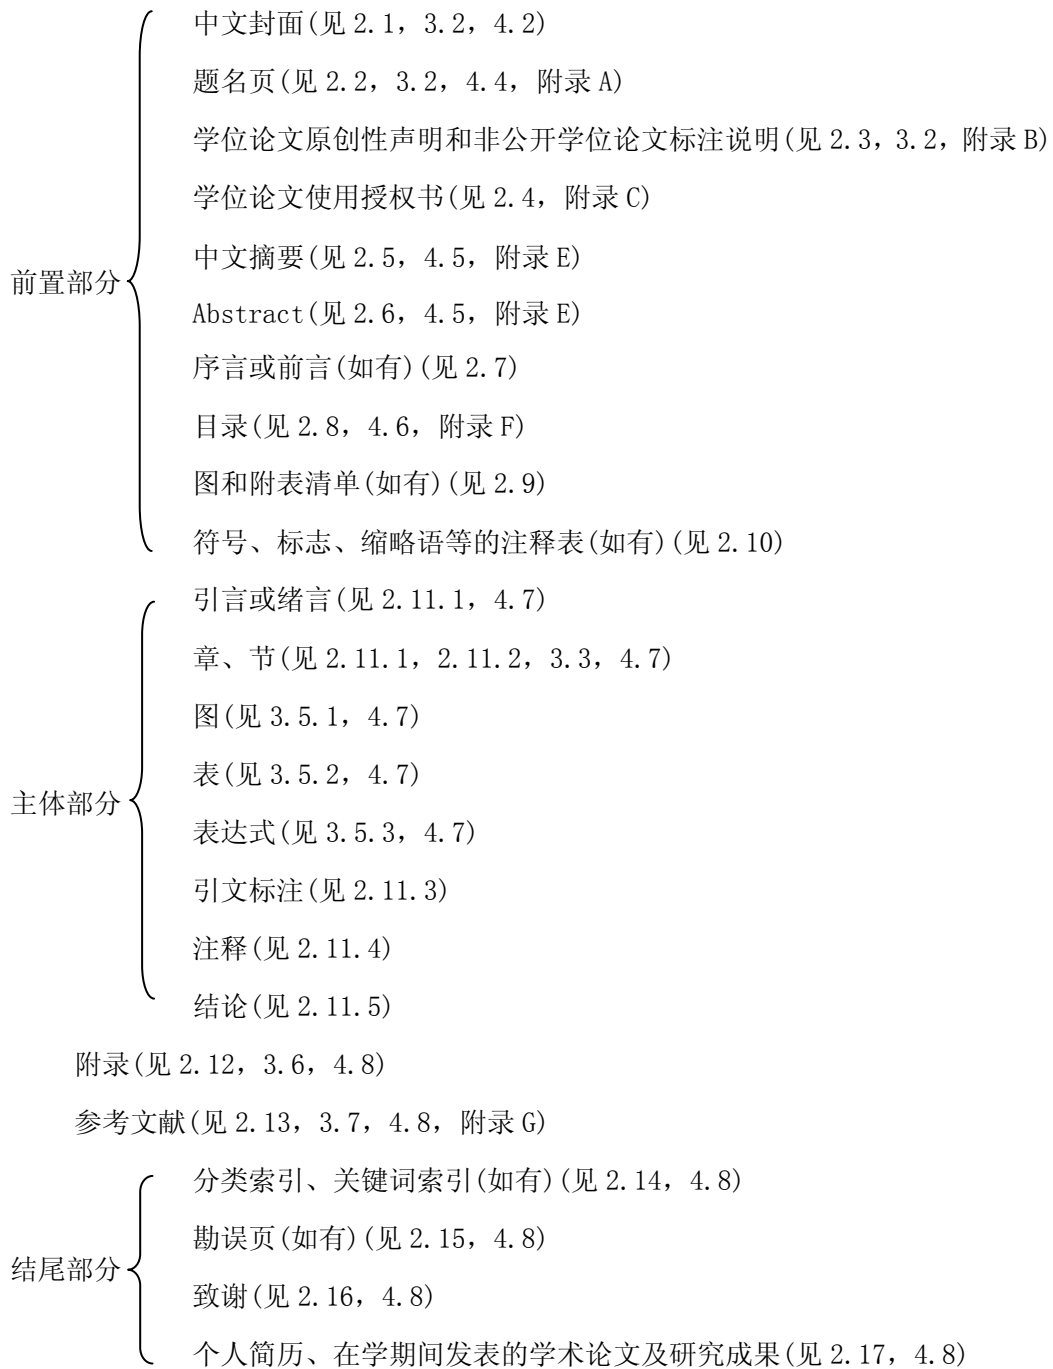 中文封面(见 2.1，3.2，4.2)
题名页(见 2.2，3.2，4.4，附录 A)
学位论文原创性声明和非公开学位论文标注说明(见 2.3，3.2，附录 B)
学位论文使用授权书(见 2.4，附录 C)
中文摘要(见 2.5，4.5，附录 E)
前置部分
Abstract(见 2.6，4.5，附录 E)
序言或前言(如有)(见 2.7)
目录(见 2.8，4.6，附录 F)
图和附表清单(如有)(见 2.9)
符号、标志、缩略语等的注释表(如有)(见 2.10)
引言或绪言(见 2.11.1，4.7)
章、节(见 2.11.1，2.11.2，3.3，4.7)
图(见 3.5.1，4.7)
表(见 3.5.2，4.7)
主体部分
表达式(见 3.5.3，4.7)
引文标注(见 2.11.3)
注释(见 2.11.4)
结论(见 2.11.5)
附录(见 2.12，3.6，4.8)
参考文献(见 2.13，3.7，4.8，附录 G)
分类索引、关键词索引(如有)(见 2.14，4.8)
勘误页(如有)(见 2.15，4.8)
结尾部分
致谢(见 2.16，4.8)
个人简历、在学期间发表的学术论文及研究成果(见 2.17，4.8)